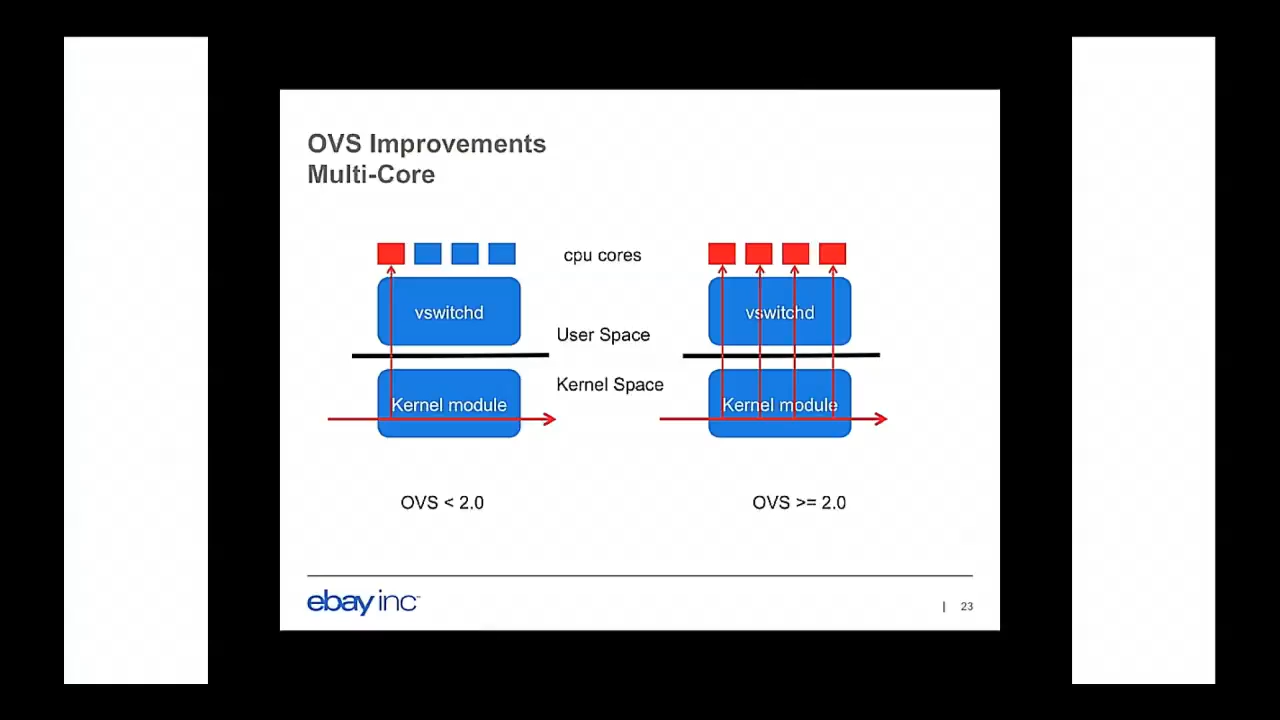 OVS Improvements
Multi-Core
cpu cores
vswitchd
vswitchd
User Space
Kernel Space
Kernel module
Kernel module
OVS < 2.0
OVS >= 2.0
ebay inc™
| 23